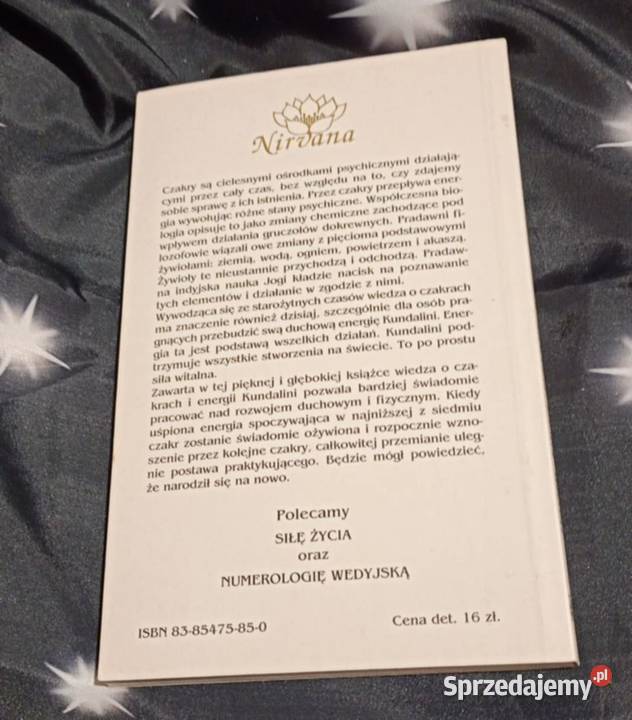 Nirvana
Czakry są cielesnymi ośrodkami psychicznymi działają-
cymi przez cały czas, bez względu na to, czy zdajemy
sobie sprawę z ich istnienia. Przez czakry przepływa ener-
gia wywołując różne stany psychiczne. Współczesna bio-
logia opisuje to jako zmiany chemiczne zachodzące pod
wpływem działania gruczołów dokrewnych. Pradawni fi-
lozofowie wiązali owe zmiany z pięcioma podstawowymi
żywiołami: ziemią, wodą, ogniem, powietrzem i akaszą.
Żywioły te nieustannie przychodzą i odchodzą. Pradaw-
na indyjska nauka Jogi kładzie nacisk na poznawanie
tych elementów i działanie w zgodzie z nimi.
Wywodząca się ze starożytnych czasów wiedza o czakrach
ma znaczenie również dzisiaj, szczególnie dla osób pra-
gnących przebudzić swą duchową energię Kundalini. Ener-
gia ta jest podstawą wszelkich działań. Kundalini pod-
trzymuje wszystkie stworzenia na świecie. To po prostu
siła witalna.
Zawarta w tej pięknej i głębokiej książce wiedza o cza-
krach i energii Kundalini pozwala bardziej świadomie
pracować nad rozwojem duchowym i fizycznym. Kiedy
uśpiona energia spoczywająca w najniższej z siedmiu
czakr zostanie świadomie ożywiona i rozpocznie wzno-
szenie przez kolejne czakry, całkowitej przemianie uleg-
nie postawa praktykującego. Będzie mógł powiedzieć,
że narodził się na nowo.
Polecamy
SIŁĘ ŻYCIA
oraz
NUMEROLOGIĘ WEDYJSKĄ
ISBN 83-85475-85-0
Cena det. 16 zł.
Sprzedajemy.pl